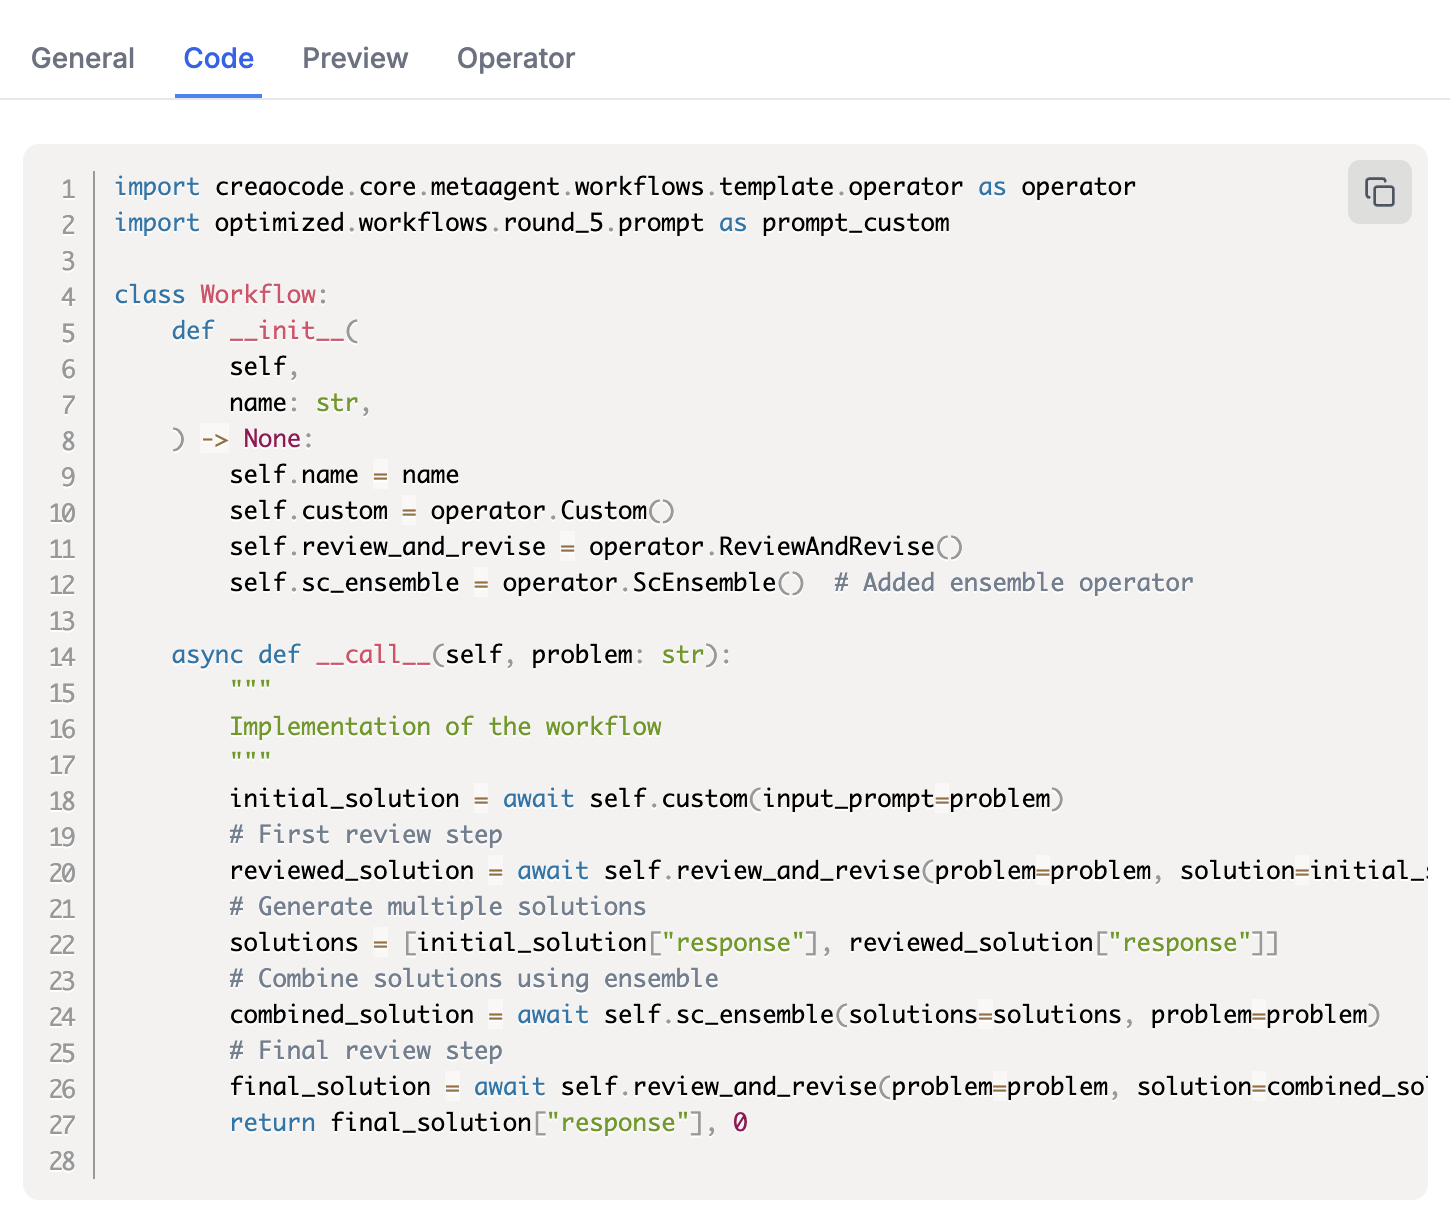 General Code Preview Operator
1 import creaocode.core.metaagent.workflows.template.operator as operator
2 import optimized.workflows.round_5.prompt as prompt_custom
3
4 class Workflow:
5     def __init__(
6         self,
7         name: str,
8     ) -> None:
9         self.name = name
10         self.custom = operator.Custom()
11         self.review_and_revise = operator.ReviewAndRevise()
12         self.sc_ensemble = operator.ScEnsemble()  # Added ensemble operator
13
14     async def __call__(self, problem: str):
15         """
16         Implementation of the workflow
17         """
18         initial_solution = await self.custom(input_prompt=problem)
19         # First review step
20         reviewed_solution = await self.review_and_revise(problem=problem, solution=initial_
21         # Generate multiple solutions
22         solutions = [initial_solution["response"], reviewed_solution["response"]]
23         # Combine solutions using ensemble
24         combined_solution = await self.sc_ensemble(solutions=solutions, problem=problem)
25         # Final review step
26         final_solution = await self.review_and_revise(problem=problem, solution=combined_so
27         return final_solution["response"], 0
28